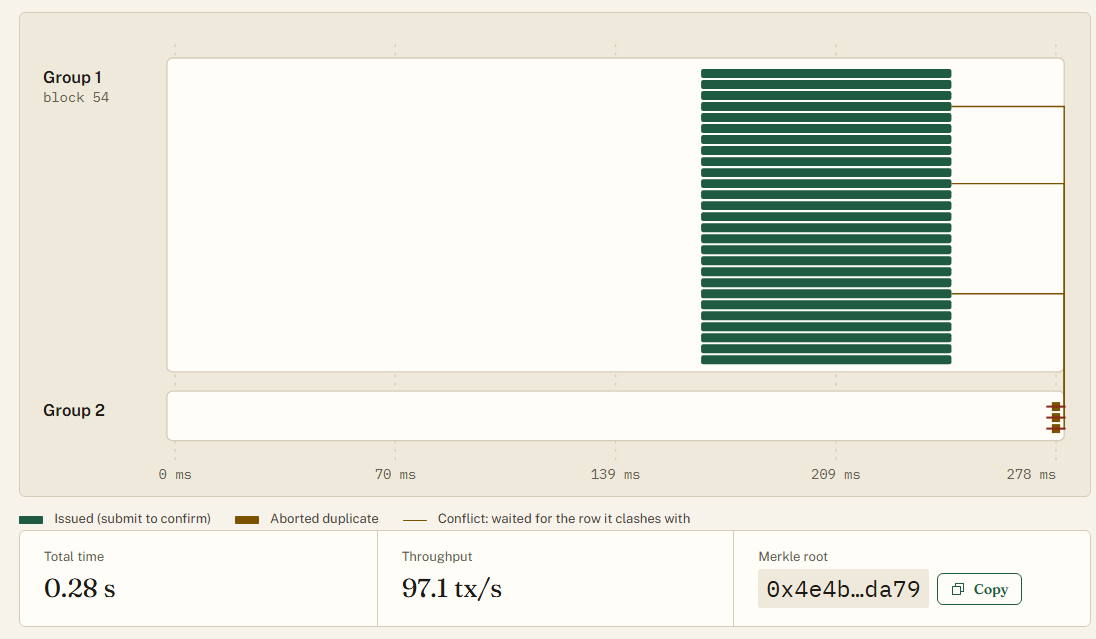 Group 1
block 54
Group 2
0 ms 70 ms 139 ms 209 ms 278 ms
Issued (submit to confirm) Aborted duplicate Conflict: waited for the row it clashes with
Total time Throughput Merkle root
0.28 s 97.1 tx/s 0x4e4b…da79 Copy